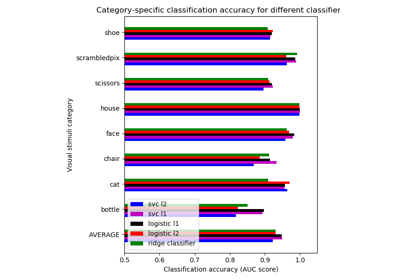 Category-specific classification accuracy for different classifier
Visual stimuli category
shoe
scrambledpix
scissors
house
face
chair
cat
bottle
AVERAGE
svc l2
svc l1
logistic l1
logistic l2
ridge classifier
0.5 0.6 0.7 0.8 0.9 1.0
Classification accuracy (AUC score)